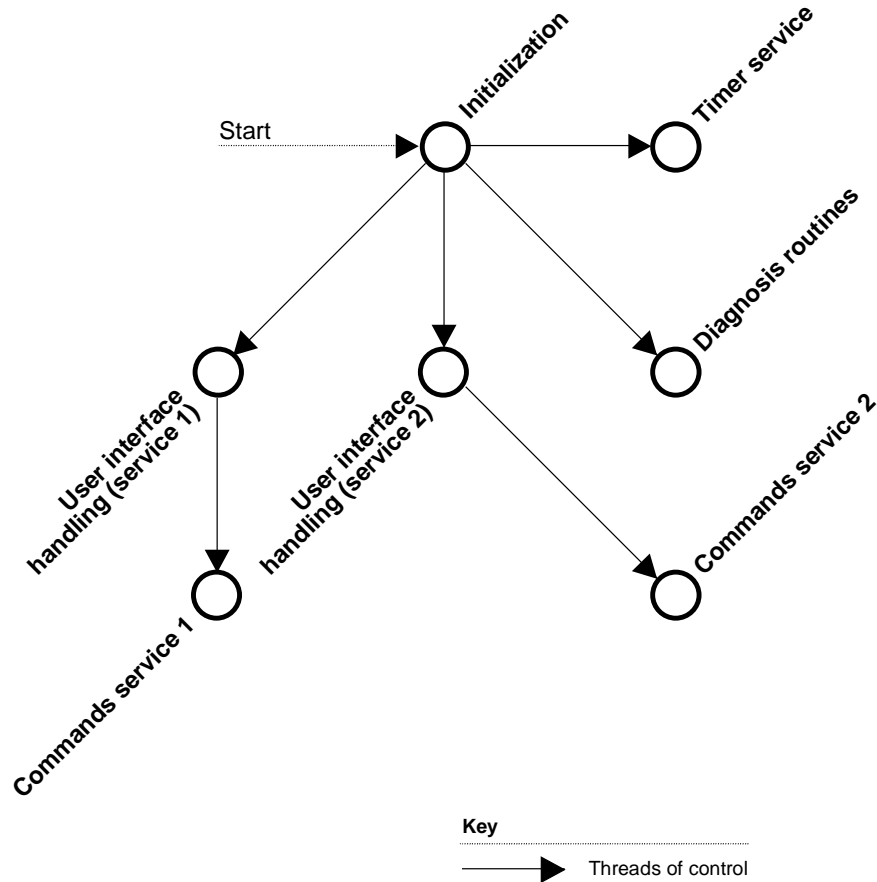 Initialization
Timer service
Start
Diagnosis routines
User interface
handling (service 1)
User interface
handling (service 2)
Commands service 2
Commands service 1
Key
Threads of control